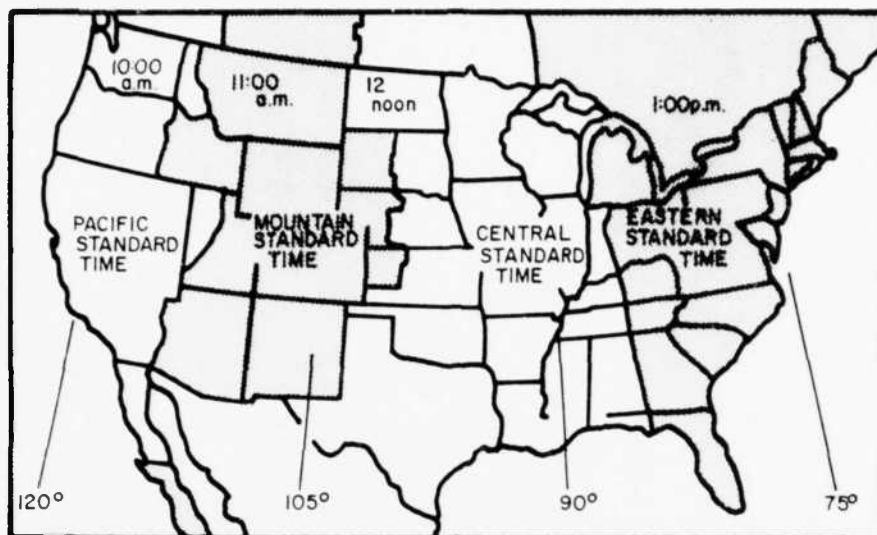 10:00
a.m.
11:00
a.m.
12
noon
1:00p.m.
PACIFIC
STANDARD
TIME
MOUNTAIN
STANDARD
TIME
CENTRAL
STANDARD
TIME
EASTERN
STANDARD
TIME
120°
105°
90°
75°